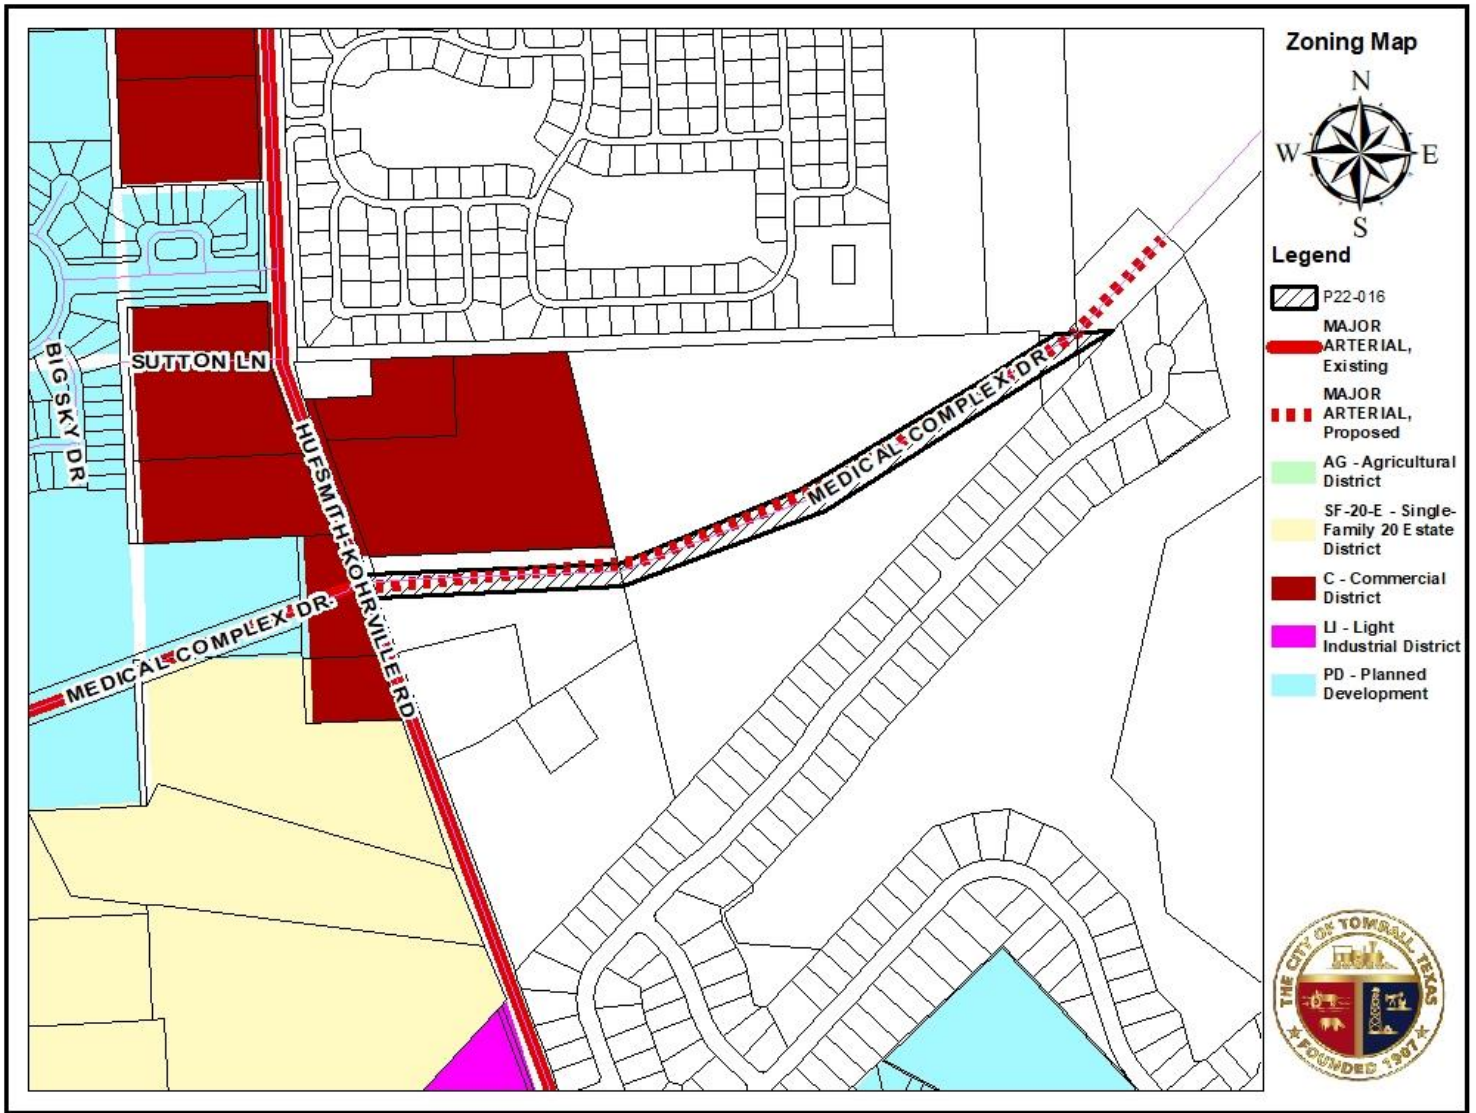 Zoning Map
N
W
E
S
Legend
P22-016
MAJOR
ARTERIAL,
Existing
MAJOR
ARTERIAL,
Proposed
AG - Agricultural
District
SF-20-E - Single-
Family 20 Estate
District
C - Commercial
District
LI - Light
Industrial District
PD - Planned
Development
SUTTON LN
BIG SKY DR
HUFSMITH-KOHRVILLE RD
MEDICAL COMPLEX DR
MEDICAL COMPLEX DR
THE CITY OF TOMBALL, TEXAS
FOUNDED 1907